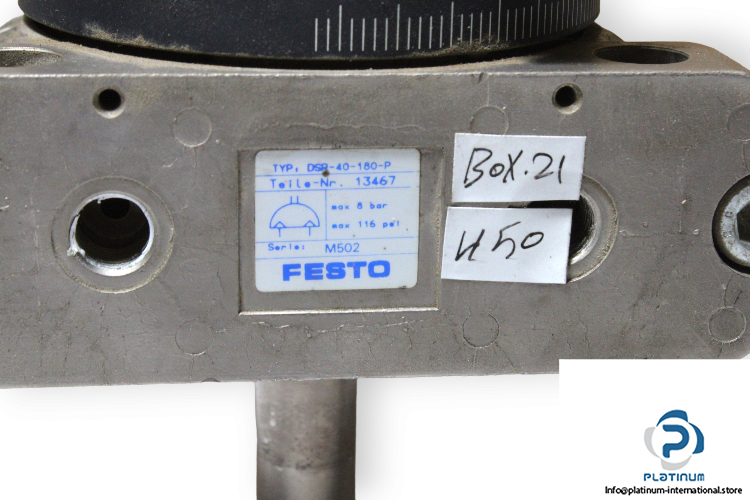 TYP, DSR-40-180-P
Teile-Nr. 13467
max 8 bar
max 116 psi
Serie: M502
FESTO
BOX.21
U50
PLATINUM
Info@platinum-international.store